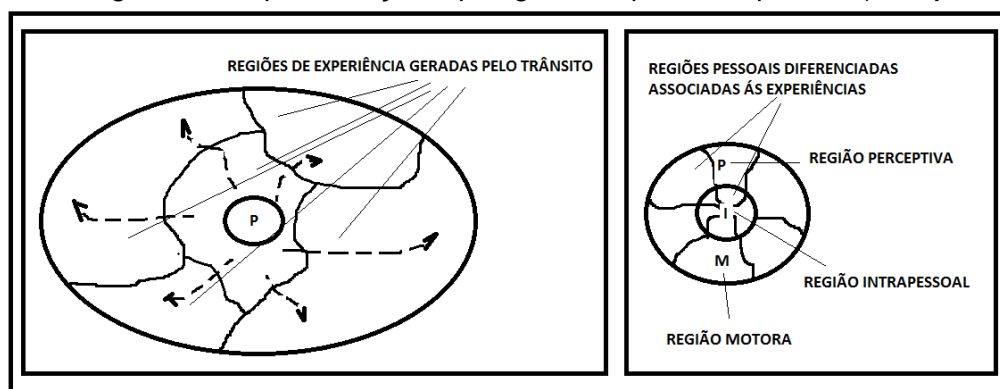 REGIÕES DE EXPERIÊNCIA GERADAS PELO TRÂNSITO
P
REGIÕES PESSOAIS DIFERENCIADAS
ASSOCIADAS ÁS EXPERIÊNCIAS
P
REGIÃO PERCEPTIVA
I
M
REGIÃO INTRAPESSOAL
REGIÃO MOTORA